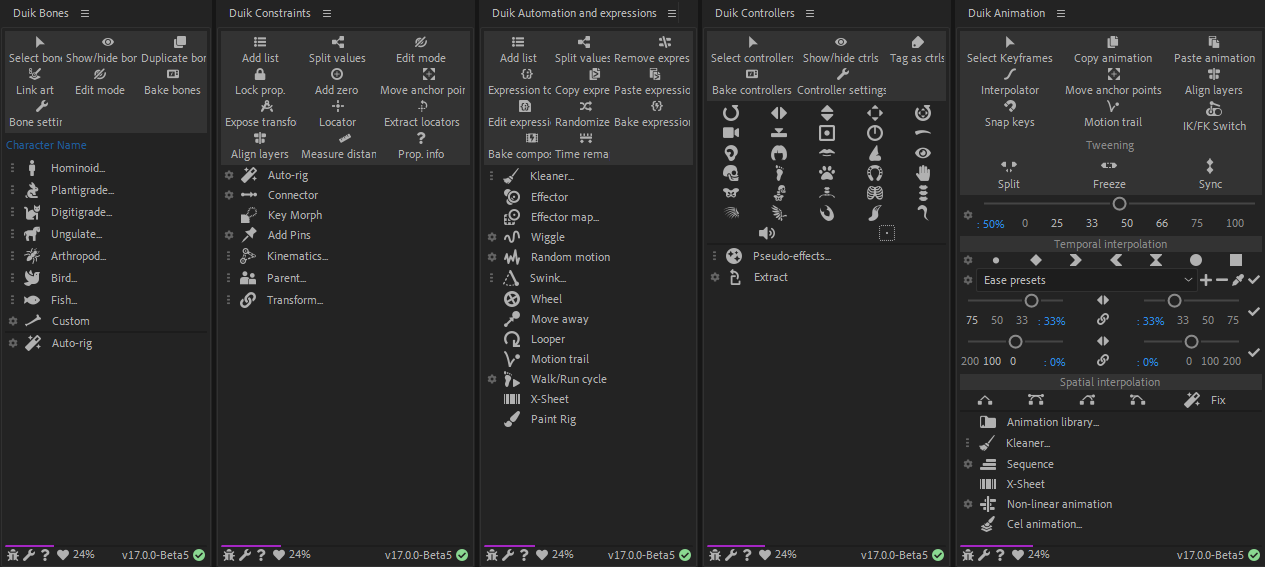 Duik Bones
Select bon Show/hide bor Duplicate bor
Link art Edit mode Bake bones
Bone settin
Character Name
Hominoid...
Plantigrade...
Digitigrade...
Ungulate...
Arthropod...
Bird...
Fish...
Custom
Auto-rig
24% v17.0.0-Beta5
Duik Constraints
Add list Split values Edit mode
Lock prop. Add zero Move anchor poin
Expose transfo Locator Extract locators
Align layers Measure distan Prop. info
Auto-rig
Connector
Key Morph
Add Pins
Kinematics...
Parent...
Transform...
24% v17.0.0-Beta5
Duik Automation and expressions
Add list Split values Remove expres
Expression to Copy expre Paste expressio
Edit expressi Randomize Bake expression
Bake compos Time rema
Kleaner...
Effector
Effector map...
Wiggle
Random motion
Swink...
Wheel
Move away
Looper
Motion trail
Walk/Run cycle
X-Sheet
Paint Rig
24% v17.0.0-Beta5
Duik Controllers
Select controllers Show/hide ctrls Tag as ctrls
Bake controllers Controller settings
Pseudo-effects...
Extract
24% v17.0.0-Beta5
Duik Animation
Select Keyframes Copy animation Paste animation
Interpolator Move anchor points Align layers
Snap keys Motion trail IK/FK Switch
Tweening
Split Freeze Sync
: 50% 0 25 33 50 66 75 100
Temporal interpolation
Ease presets
75 50 33 : 33% : 33% 33 50 75
200 100 0 : 0% : 0% 0 100 200
Spatial interpolation
Fix
Animation library...
Kleaner...
Sequence
X-Sheet
Non-linear animation
Cel animation...
24% v17.0.0-Beta5